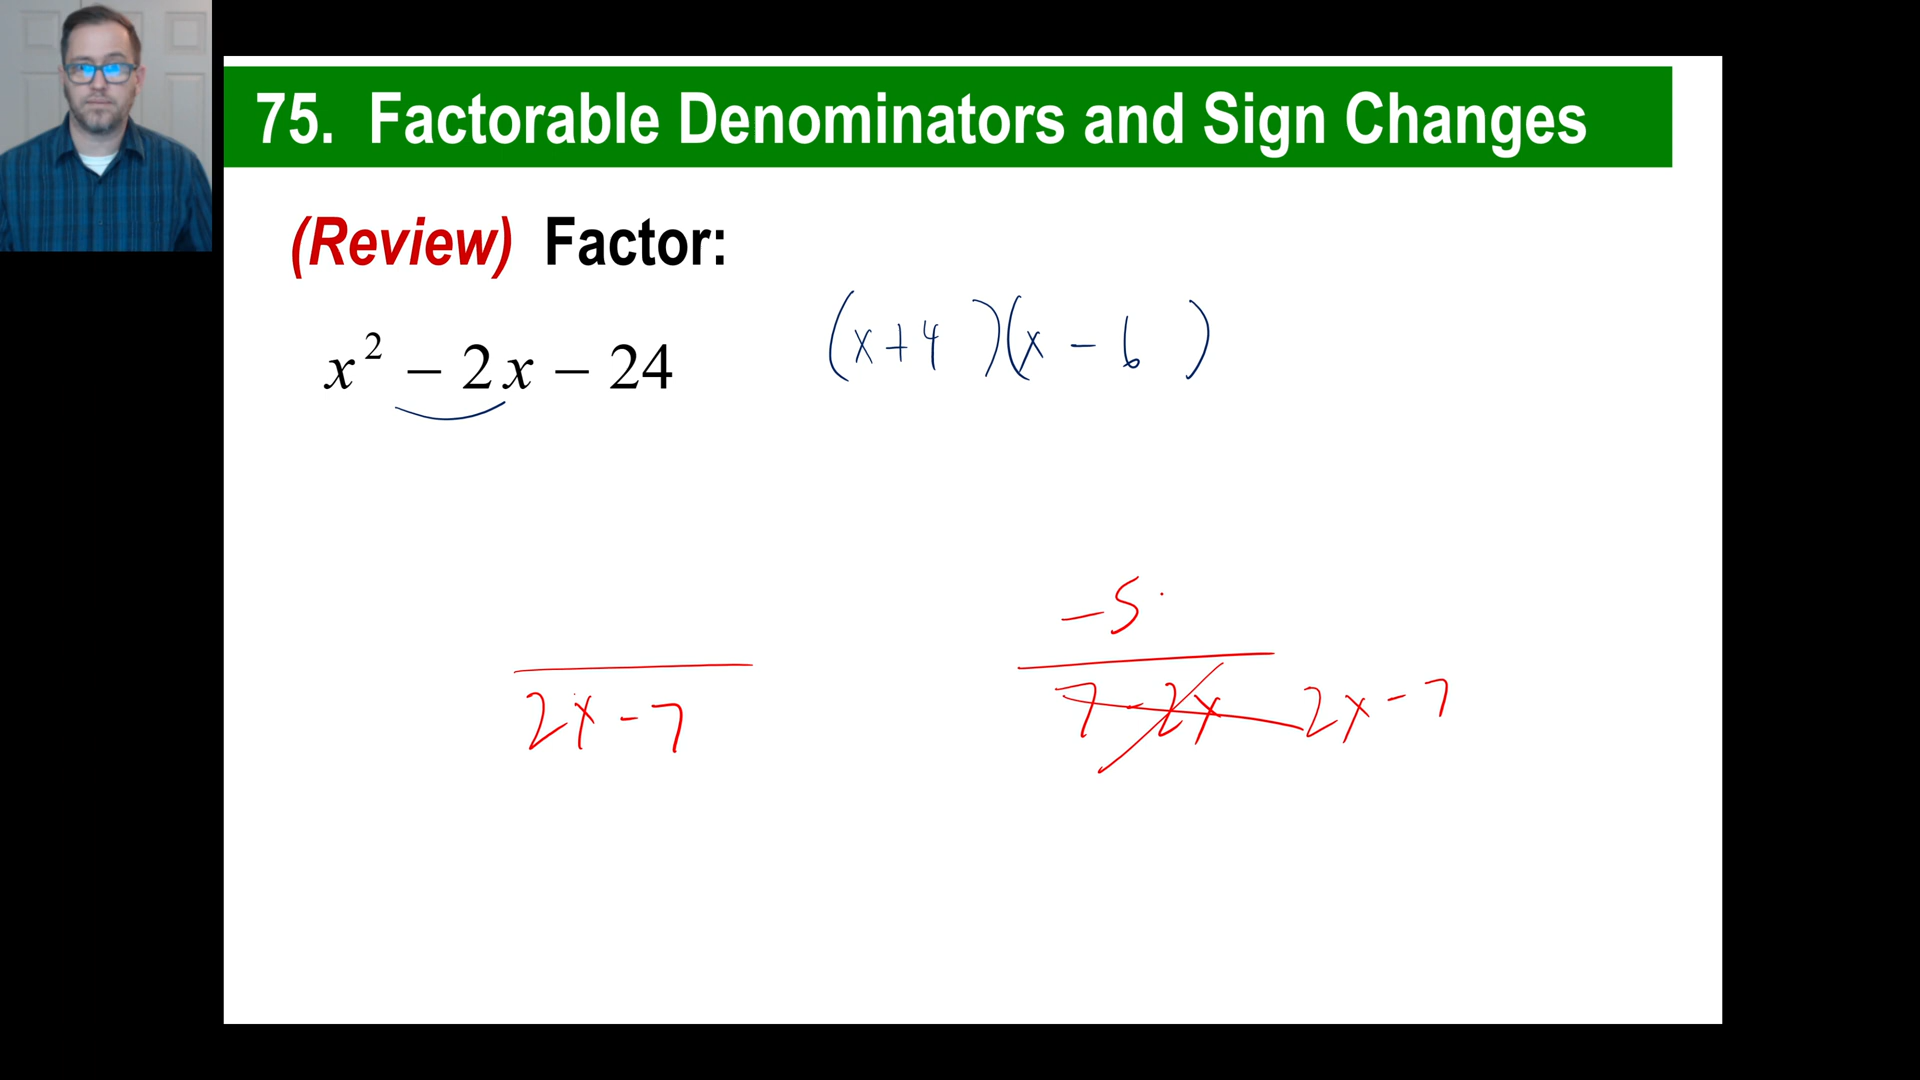 75. Factorable Denominators and Sign Changes
(Review) Factor:
x² − 2x − 24 (x+4)(x − 6)
−5
2x − 7 7 − 2x 2x − 7